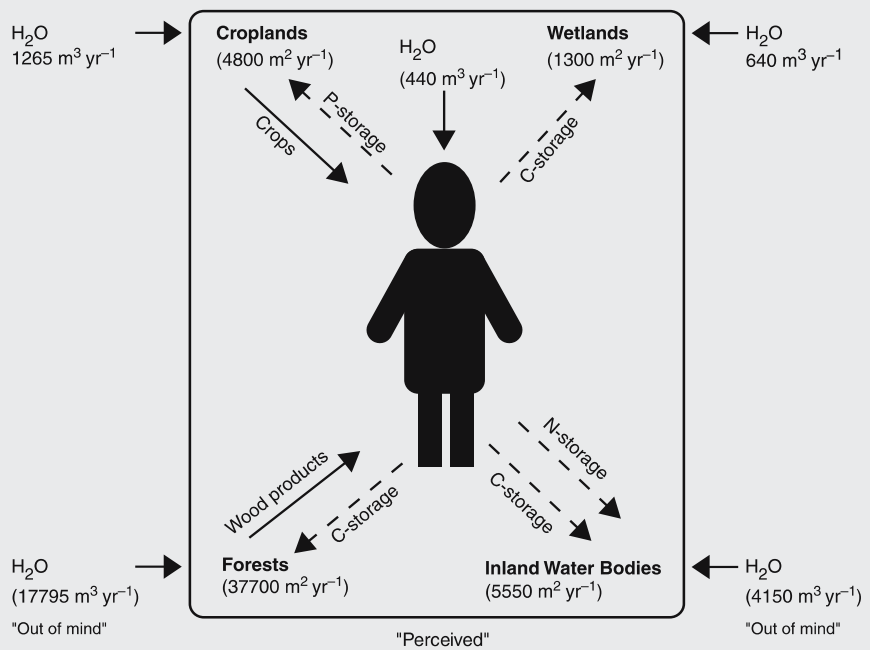 H₂O
1265 m³ yr⁻¹
Croplands
(4800 m² yr⁻¹)
H₂O
(440 m³ yr⁻¹)
Wetlands
(1300 m² yr⁻¹)
H₂O
640 m³ yr⁻¹
P-storage
Crops
C-storage
Wood products
C-storage
N-storage
C-storage
H₂O
(17795 m³ yr⁻¹)
"Out of mind"
Forests
(37700 m² yr⁻¹)
Inland Water Bodies
(5550 m² yr⁻¹)
H₂O
(4150 m³ yr⁻¹)
"Out of mind"
"Perceived"